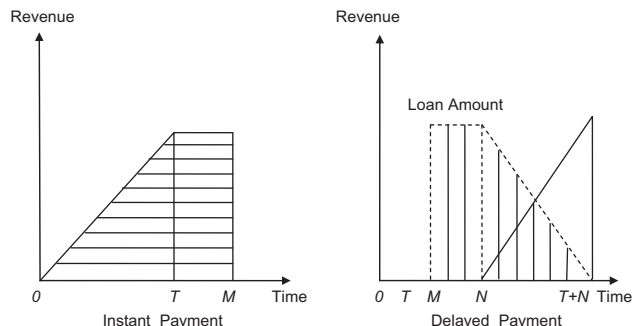 Revenue
Revenue
Loan Amount
0 T M Time
0 T M N T+N Time
Instant Payment
Delayed Payment